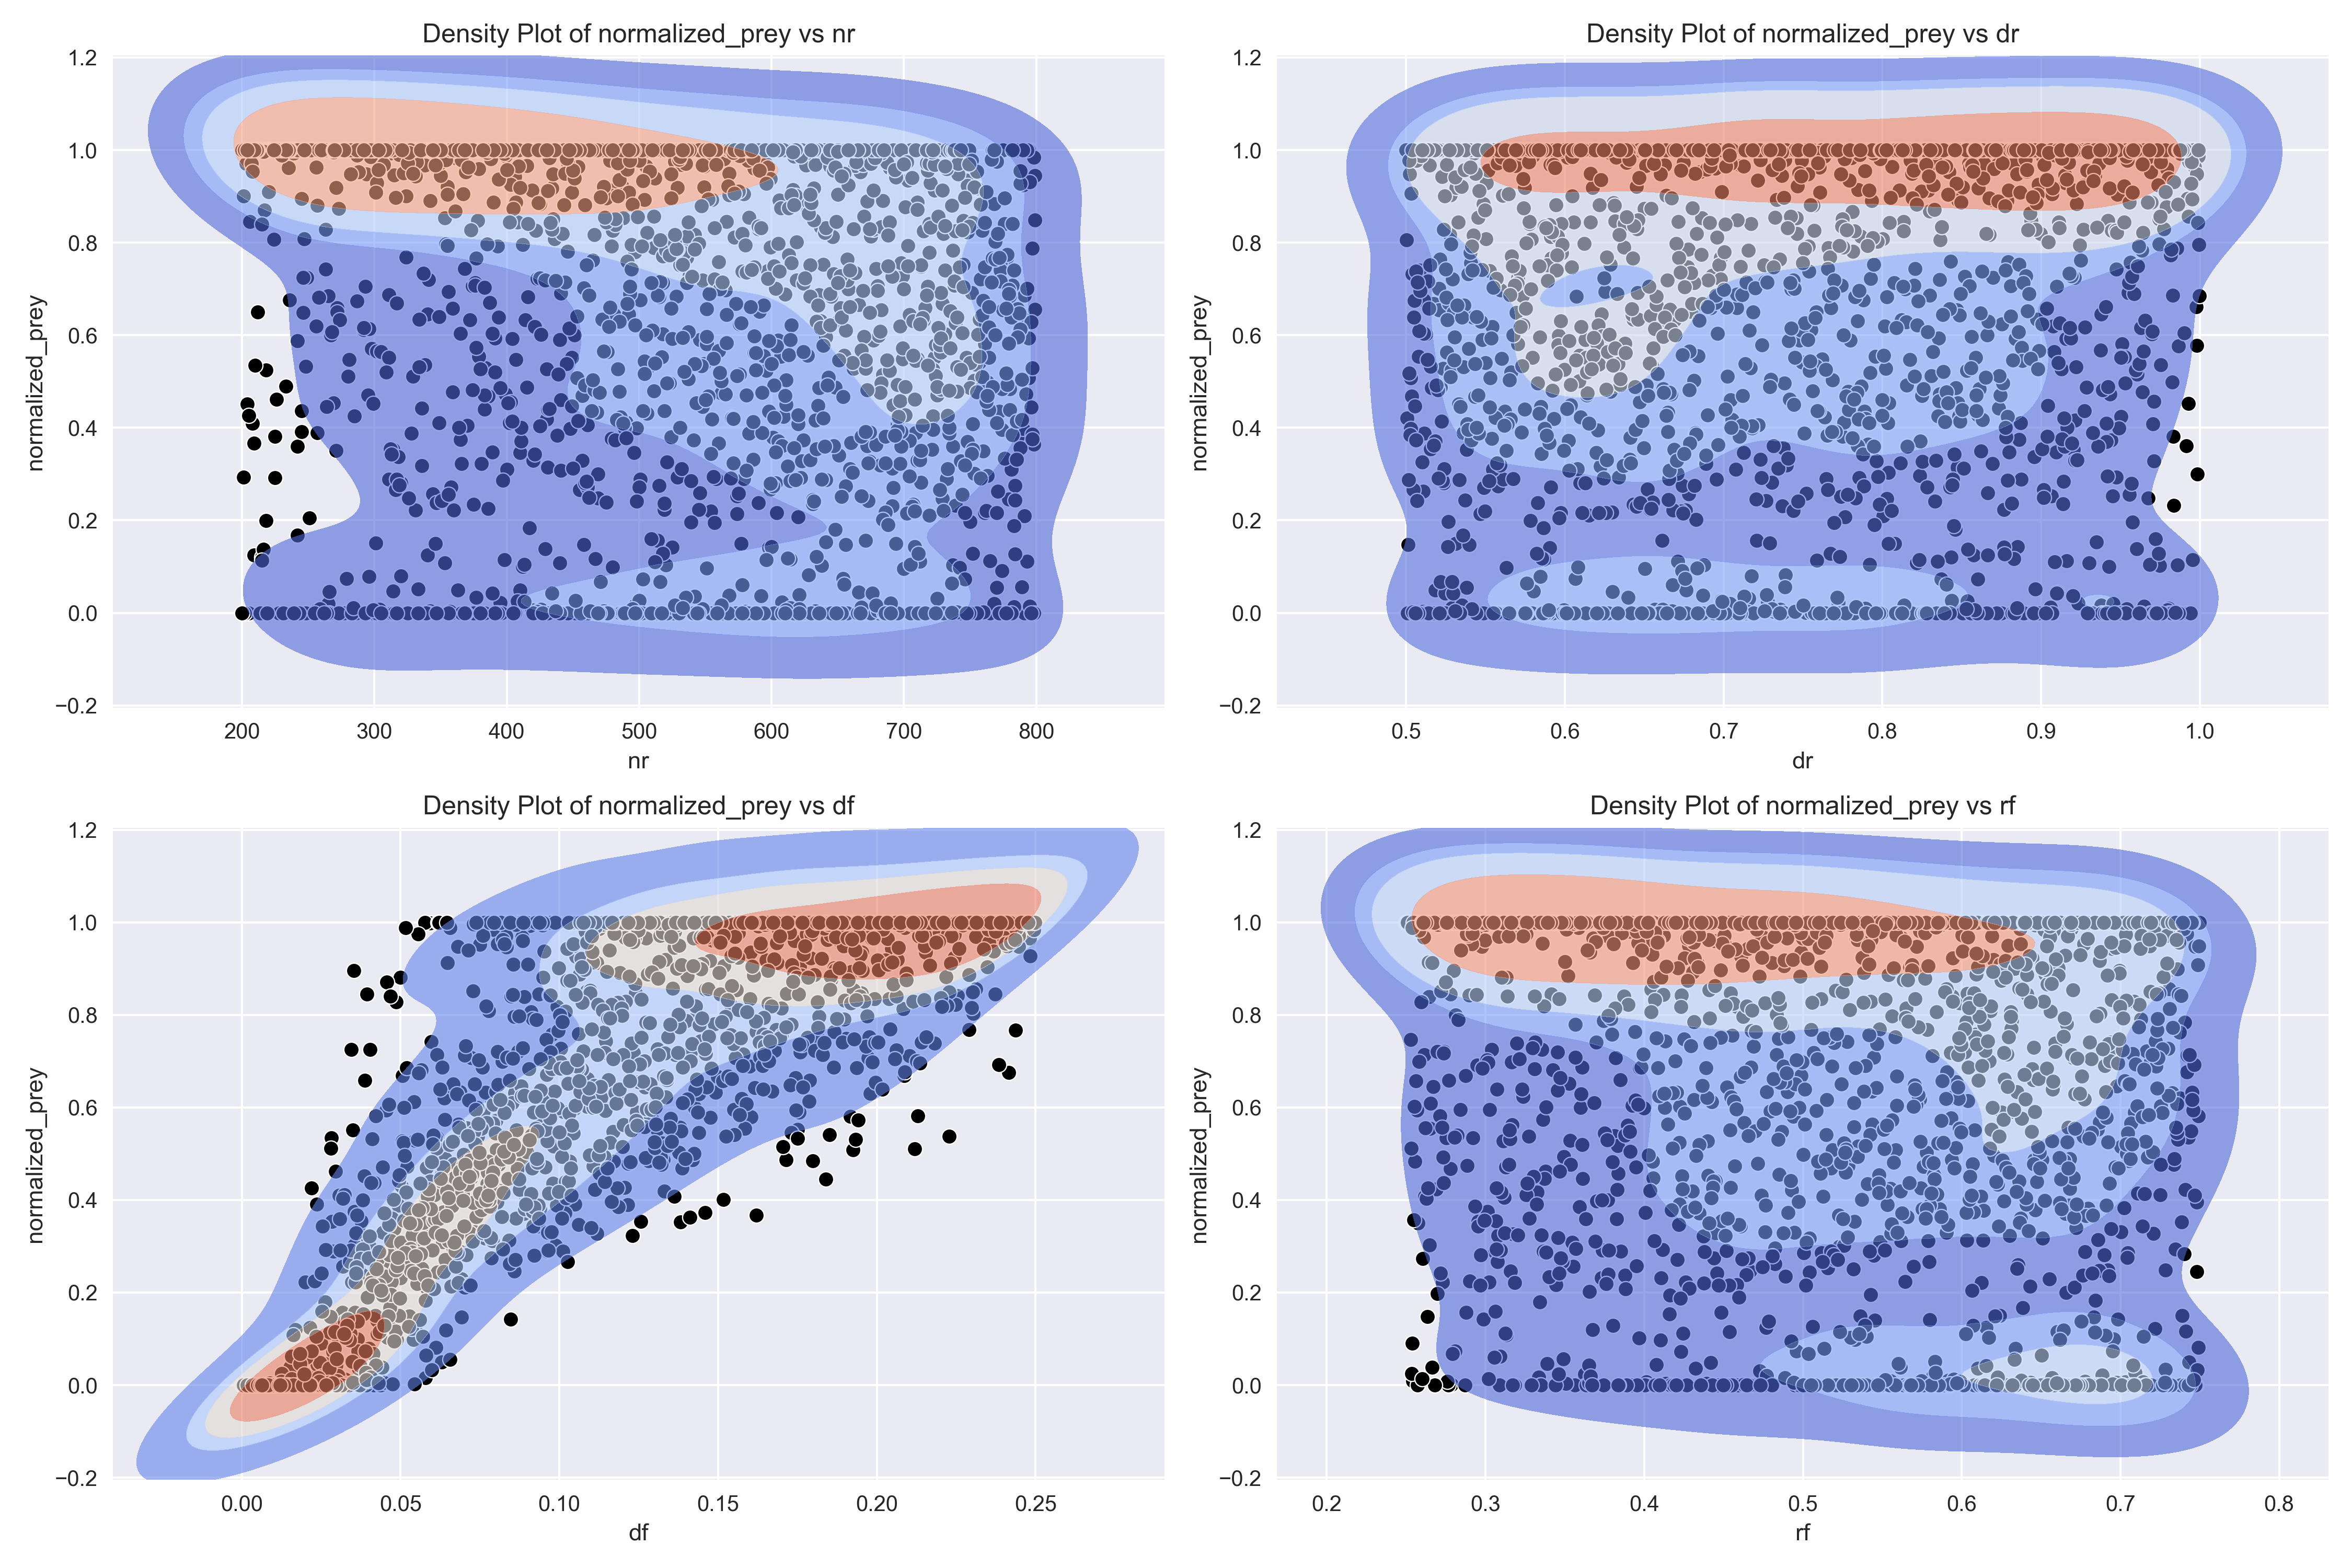 Density Plot of normalized_prey vs nr
1.2
1.0
0.8
0.6
0.4
0.2
0.0
−0.2
normalized_prey
200 300 400 500 600 700 800
nr
Density Plot of normalized_prey vs dr
1.2
1.0
0.8
0.6
0.4
0.2
0.0
−0.2
normalized_prey
0.5 0.6 0.7 0.8 0.9 1.0
dr
Density Plot of normalized_prey vs df
1.2
1.0
0.8
0.6
0.4
0.2
0.0
−0.2
normalized_prey
0.00 0.05 0.10 0.15 0.20 0.25
df
Density Plot of normalized_prey vs rf
1.2
1.0
0.8
0.6
0.4
0.2
0.0
−0.2
normalized_prey
0.2 0.3 0.4 0.5 0.6 0.7 0.8
rf